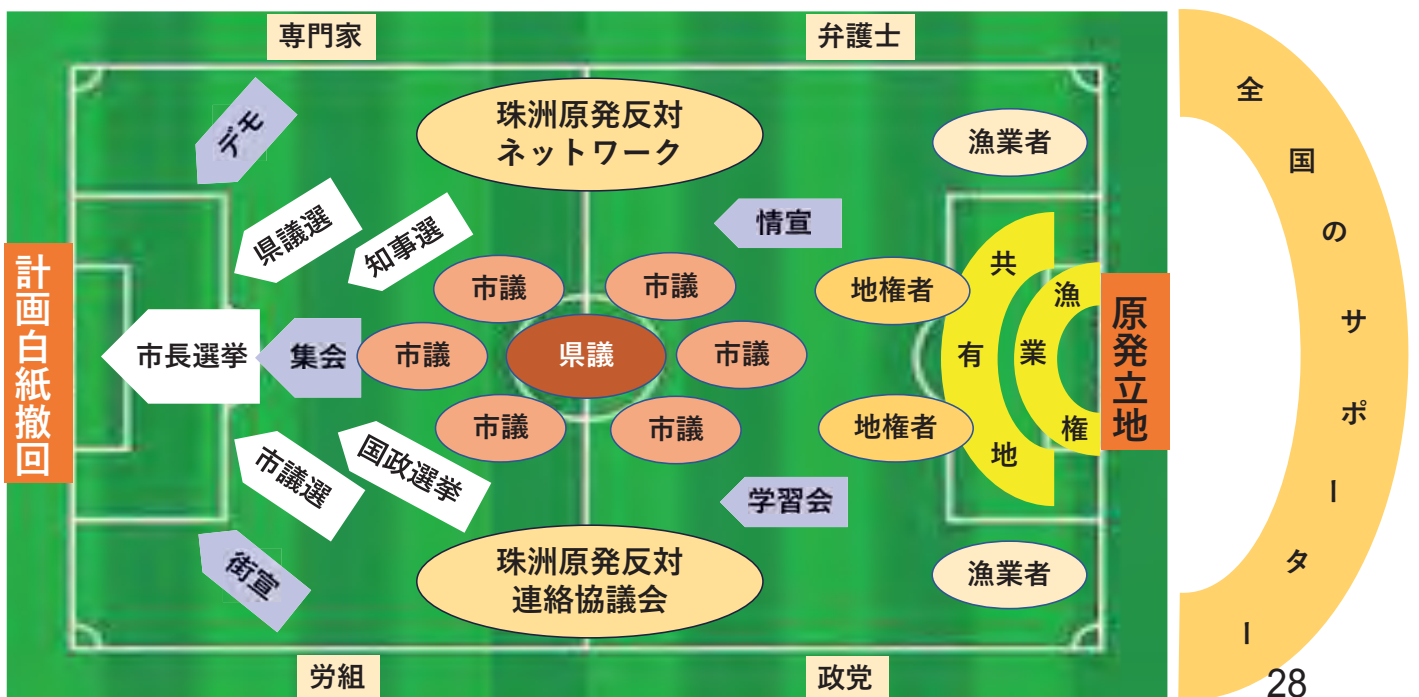 専門家
弁護士
デモ
珠洲原発反対
ネットワーク
漁業者
県議選
知事選
情宣
市議
市議
地権者
計画白紙撤回
市長選挙
集会
市議
県議
市議
共有地
漁業権
原発立地
全国のサポーター
市議
市議
地権者
市議選
国政選挙
学習会
街宣
珠洲原発反対
連絡協議会
漁業者
労組
政党
28